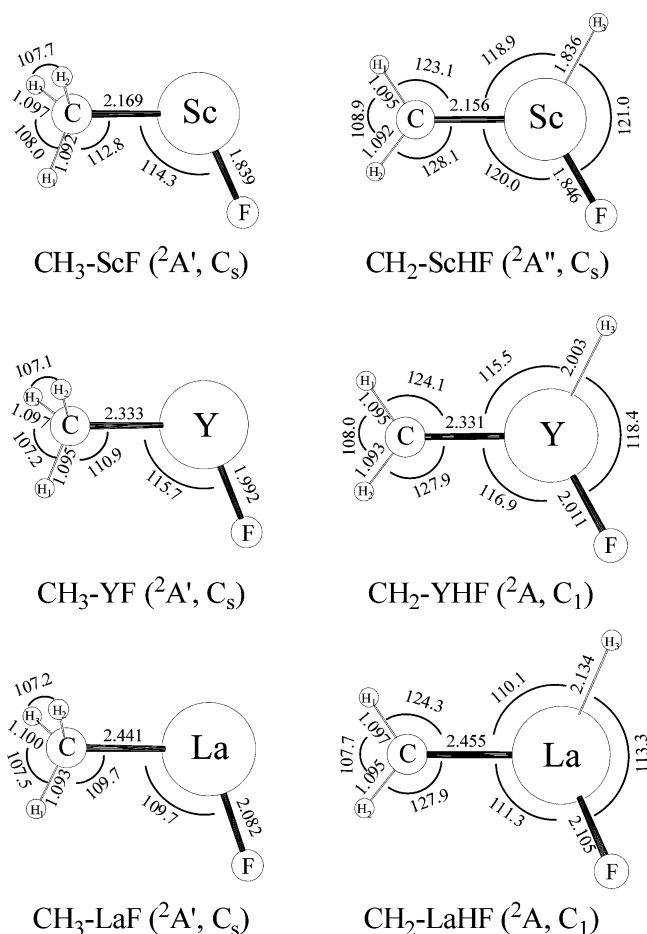 107.7
H2
H3
1.097
C
2.169
Sc
108.0
1.092
112.8
H1
114.3
1.839
F
CH3-ScF (²A', Cs)
H3
118.9
1.836
H1
123.1
1.095
108.9
C
2.156
Sc
121.0
1.092
H2
128.1
120.0
1.846
F
CH2-ScHF (²A", Cs)
107.1
H2
H3
1.097
C
2.333
Y
107.2
1.095
110.9
H1
115.7
1.992
F
CH3-YF (²A', Cs)
H3
115.5
2.003
H1
124.1
1.095
108.0
C
2.331
Y
118.4
1.093
H2
127.9
116.9
2.011
F
CH2-YHF (²A, C1)
107.2
H2
H3
1.100
C
2.441
La
107.5
1.093
109.7
H1
109.7
2.082
F
CH3-LaF (²A', Cs)
H3
110.1
2.134
H1
124.3
1.097
107.7
C
2.455
La
113.3
1.095
H2
127.9
111.3
2.105
F
CH2-LaHF (²A, C1)